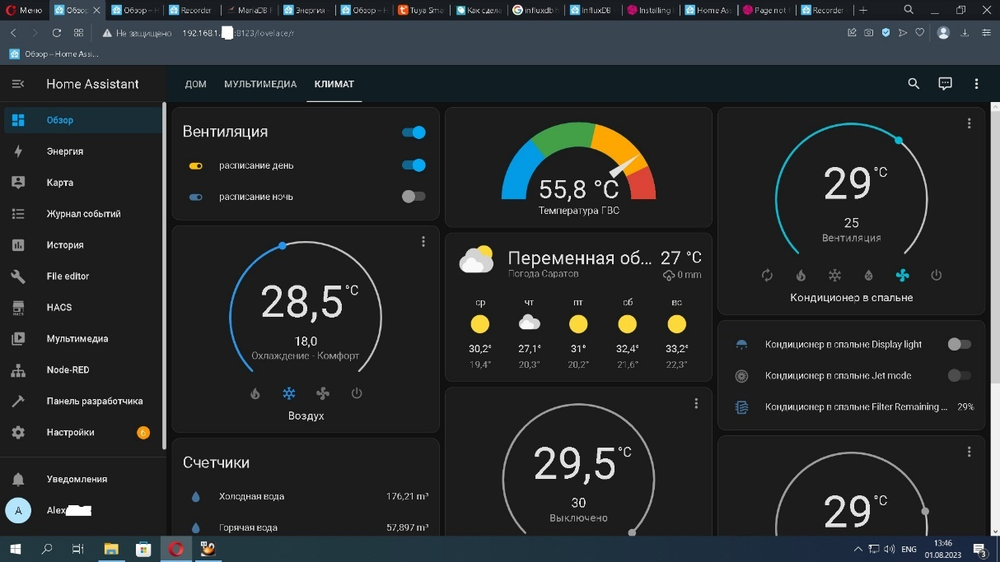 Меню
Обзор
Обзор – H
Recorder
MariaDB F
Энергия
Обзор – H
Tuya Sma
Как сдела
influxdb h
InfluxDB
Installing
Home Ass
Page not
Recorder
Не защищено 192.168.1. :8123/lovelace/r
Обзор – Home Assi...
Home Assistant
ДОМ МУЛЬТИМЕДИА КЛИМАТ
Обзор
Энергия
Карта
Журнал событий
История
File editor
HACS
HACS
Мультимедиа
Node-RED
Панель разработчика
Настройки 6
Уведомления
A Alex
Вентиляция
расписание день
расписание ночь
28,5 °C
18,0
Охлаждение - Комфорт
Воздух
Счетчики
Холодная вода 176,21 m³
Горячая вода 57,897 m³
55,8 °C
Температура ГВС
Переменная об... 27 °C
Погода Саратов 0 mm
ср чт пт сб вс
30,2° 27,1° 31° 32,4° 33,2°
19,4° 20,3° 20,2° 21,6° 22,3°
29,5 °C
30
Выключено
29 °C
25
Вентиляция
Кондиционер в спальне
Кондиционер в спальне Display light
Кондиционер в спальне Jet mode
Кондиционер в спальне Filter Remaining ... 29%
29 °C
ENG
13:46
01.08.2023
3